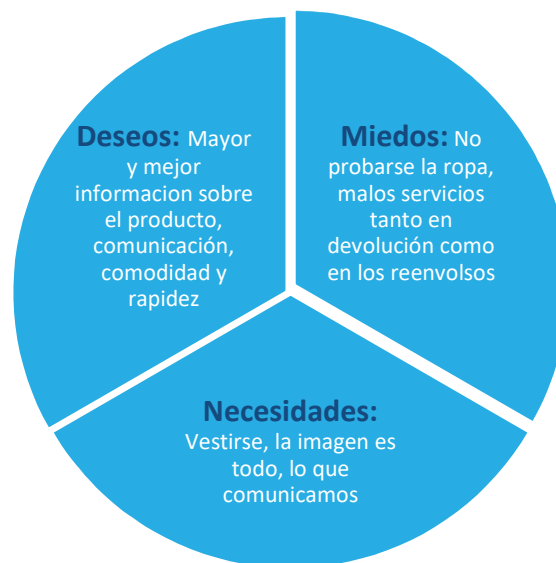 Deseos: Mayor
y mejor
informacion sobre
el producto,
comunicación,
comodidad y
rapidez
Miedos: No
probarse la ropa,
malos servicios
tanto en
devolución como
en los reenvolsos
Necesidades:
Vestirse, la imagen es
todo, lo que
comunicamos